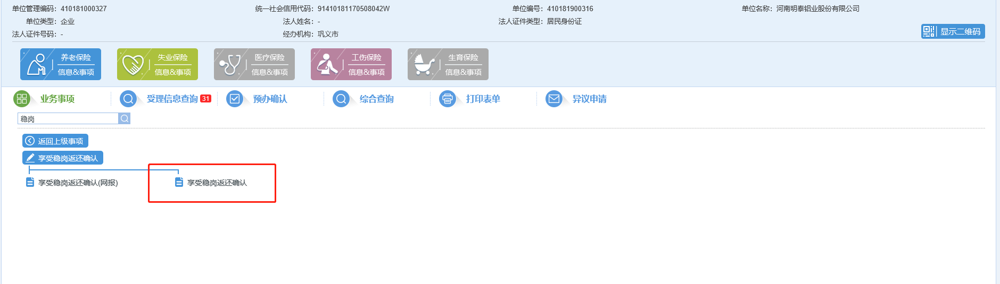 单位管理编码：410181000327 统一社会信用代码：91410181170508042W 单位编号：410181900316 单位名称：河南明泰铝业股份有限公司
单位类型：企业 法人姓名：- 法人证件类型：居民身份证
法人证件号码：- 经办机构：巩义市
显示二维码
养老保险 失业保险 医疗保险 工伤保险 生育保险
信息&事项 信息&事项 信息&事项 信息&事项 信息&事项
业务事项 受理信息查询 31 预办确认 综合查询 打印表单 异议申请
稳岗
返回上级事项
享受稳岗返还确认
享受稳岗返还确认(网报) 享受稳岗返还确认